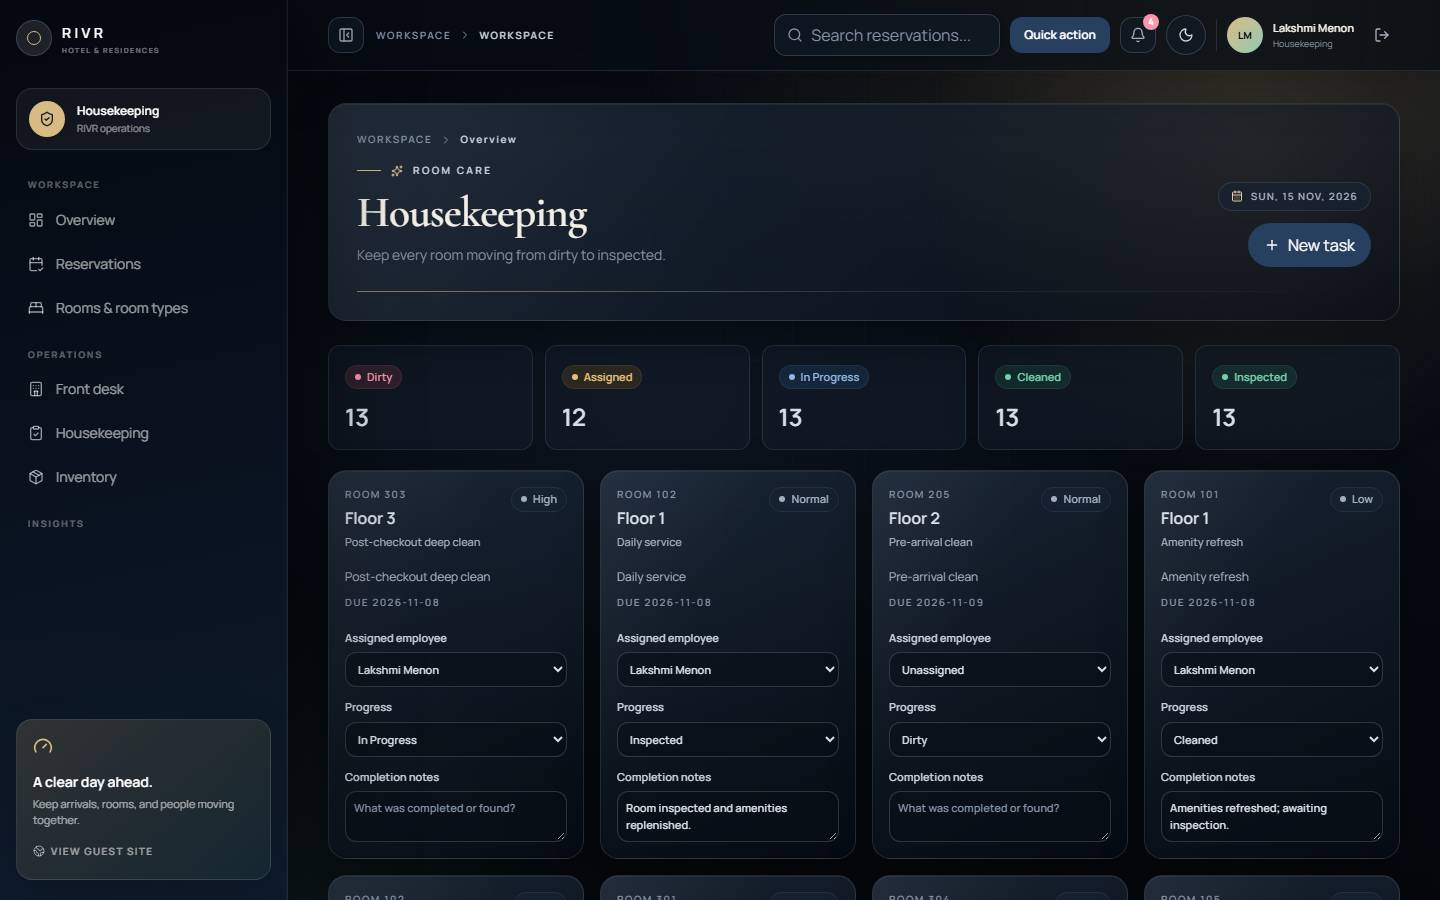 RIVR
HOTEL & RESIDENCES
Housekeeping
RIVR operations
WORKSPACE
Overview
Reservations
Rooms & room types
OPERATIONS
Front desk
Housekeeping
Inventory
INSIGHTS
A clear day ahead.
Keep arrivals, rooms, and people moving
together.
VIEW GUEST SITE
WORKSPACE > WORKSPACE
Search reservations...
Quick action
4
LM
Lakshmi Menon
Housekeeping
WORKSPACE > Overview
ROOM CARE
Housekeeping
Keep every room moving from dirty to inspected.
SUN, 15 NOV, 2026
+ New task
Dirty
13
Assigned
12
In Progress
13
Cleaned
13
Inspected
13
ROOM 303
High
Floor 3
Post-checkout deep clean
Post-checkout deep clean
DUE 2026-11-08
Assigned employee
Lakshmi Menon
Progress
In Progress
Completion notes
What was completed or found?
ROOM 102
Normal
Floor 1
Daily service
Daily service
DUE 2026-11-08
Assigned employee
Lakshmi Menon
Progress
Inspected
Completion notes
Room inspected and amenities
replenished.
ROOM 205
Normal
Floor 2
Pre-arrival clean
Pre-arrival clean
DUE 2026-11-09
Assigned employee
Unassigned
Progress
Dirty
Completion notes
What was completed or found?
ROOM 101
Low
Floor 1
Amenity refresh
Amenity refresh
DUE 2026-11-08
Assigned employee
Lakshmi Menon
Progress
Cleaned
Completion notes
Amenities refreshed; awaiting
inspection.
ROOM 102
ROOM 301
ROOM 304
ROOM 105